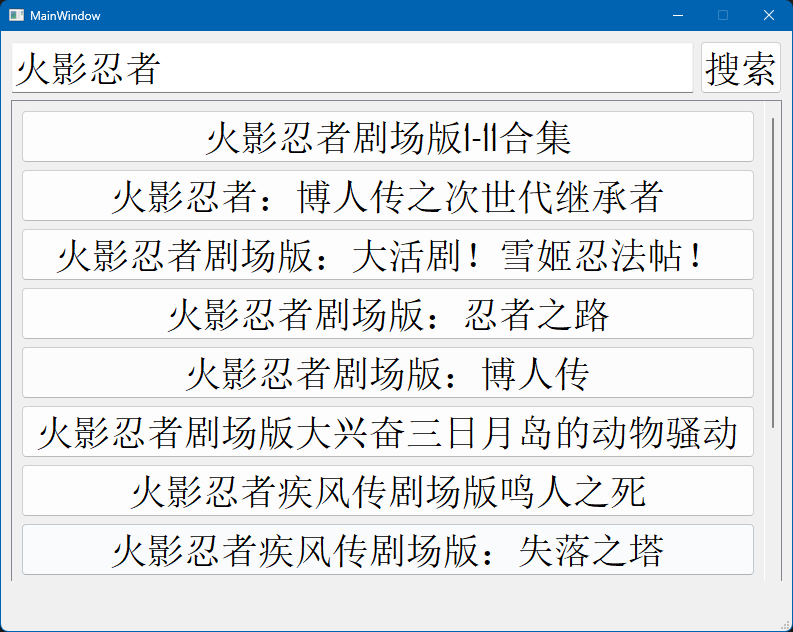 MainWindow
火影忍者
搜索
火影忍者剧场版1-11合集
火影忍者：博人传之次世代继承者
火影忍者剧场版：大活剧！雪姬忍法帖！
火影忍者剧场版：忍者之路
火影忍者剧场版：博人传
火影忍者剧场版大兴奋三日月岛的动物骚动
火影忍者疾风传剧场版鸣人之死
火影忍者疾风传剧场版：失落之塔